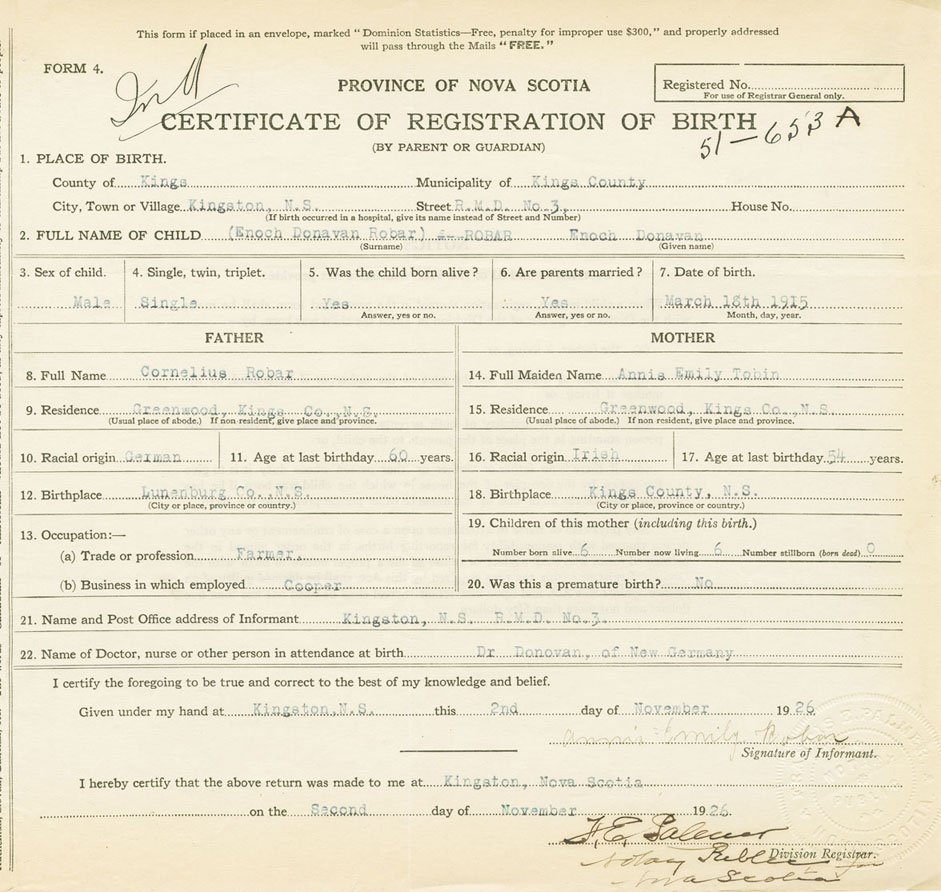 This form if placed in an envelope, marked "Dominion Statistics—Free, penalty for improper use $300," and properly addressed
will pass through the Mails "FREE."
FORM 4.
PROVINCE OF NOVA SCOTIA
Registered No.
For use of Registrar General only.
CERTIFICATE OF REGISTRATION OF BIRTH
51-653 A
(BY PARENT OR GUARDIAN)
1. PLACE OF BIRTH.
County of Kings Municipality of Kings County
City, Town or Village Kingston, N.S. Street R.M.D. No.3. House No.
(If birth occurred in a hospital, give its name instead of Street and Number)
2. FULL NAME OF CHILD (Enoch Donavan Robar) ROBAR Enoch Donavan
(Surname) (Given name)
3. Sex of child. 4. Single, twin, triplet. 5. Was the child born alive? 6. Are parents married? 7. Date of birth.
Male Single Yes Yes March 18th 1915
Answer, yes or no. Answer, yes or no. Month, day, year.
FATHER MOTHER
8. Full Name Cornelius Robar 14. Full Maiden Name Annis Emily Tobin
9. Residence Greenwood, Kings Co., N.S. 15. Residence Greenwood, Kings Co., N.S
(Usual place of abode.) If non resident, give place and province. (Usual place of abode.) If non resident, give place and province.
10. Racial origin German 11. Age at last birthday 60 years. 16. Racial origin Irish 17. Age at last birthday 54 years.
12. Birthplace Lunenburg Co., N.S. 18. Birthplace Kings County, N.S.
(City or place, province or country.) (City or place, province or country.)
13. Occupation:— 19. Children of this mother (including this birth.)
(a) Trade or profession Farmer. Number born alive 6 Number now living 6 Number stillborn (born dead) 0
(b) Business in which employed Cooper 20. Was this a premature birth? No
21. Name and Post Office address of Informant Kingston, N.S. R.M.D. No.3.
22. Name of Doctor, nurse or other person in attendance at birth Dr Donovan, of New Germany
I certify the foregoing to be true and correct to the best of my knowledge and belief.
Given under my hand at Kingston, N.S. this 2nd day of November 1926
Annis Emily Robar
Signature of Informant.
I hereby certify that the above return was made to me at Kingston, Nova Scotia
on the Second day of November 1926
F. E. Palmer
Division Registrar.
Notary Public for
Nova Scotia